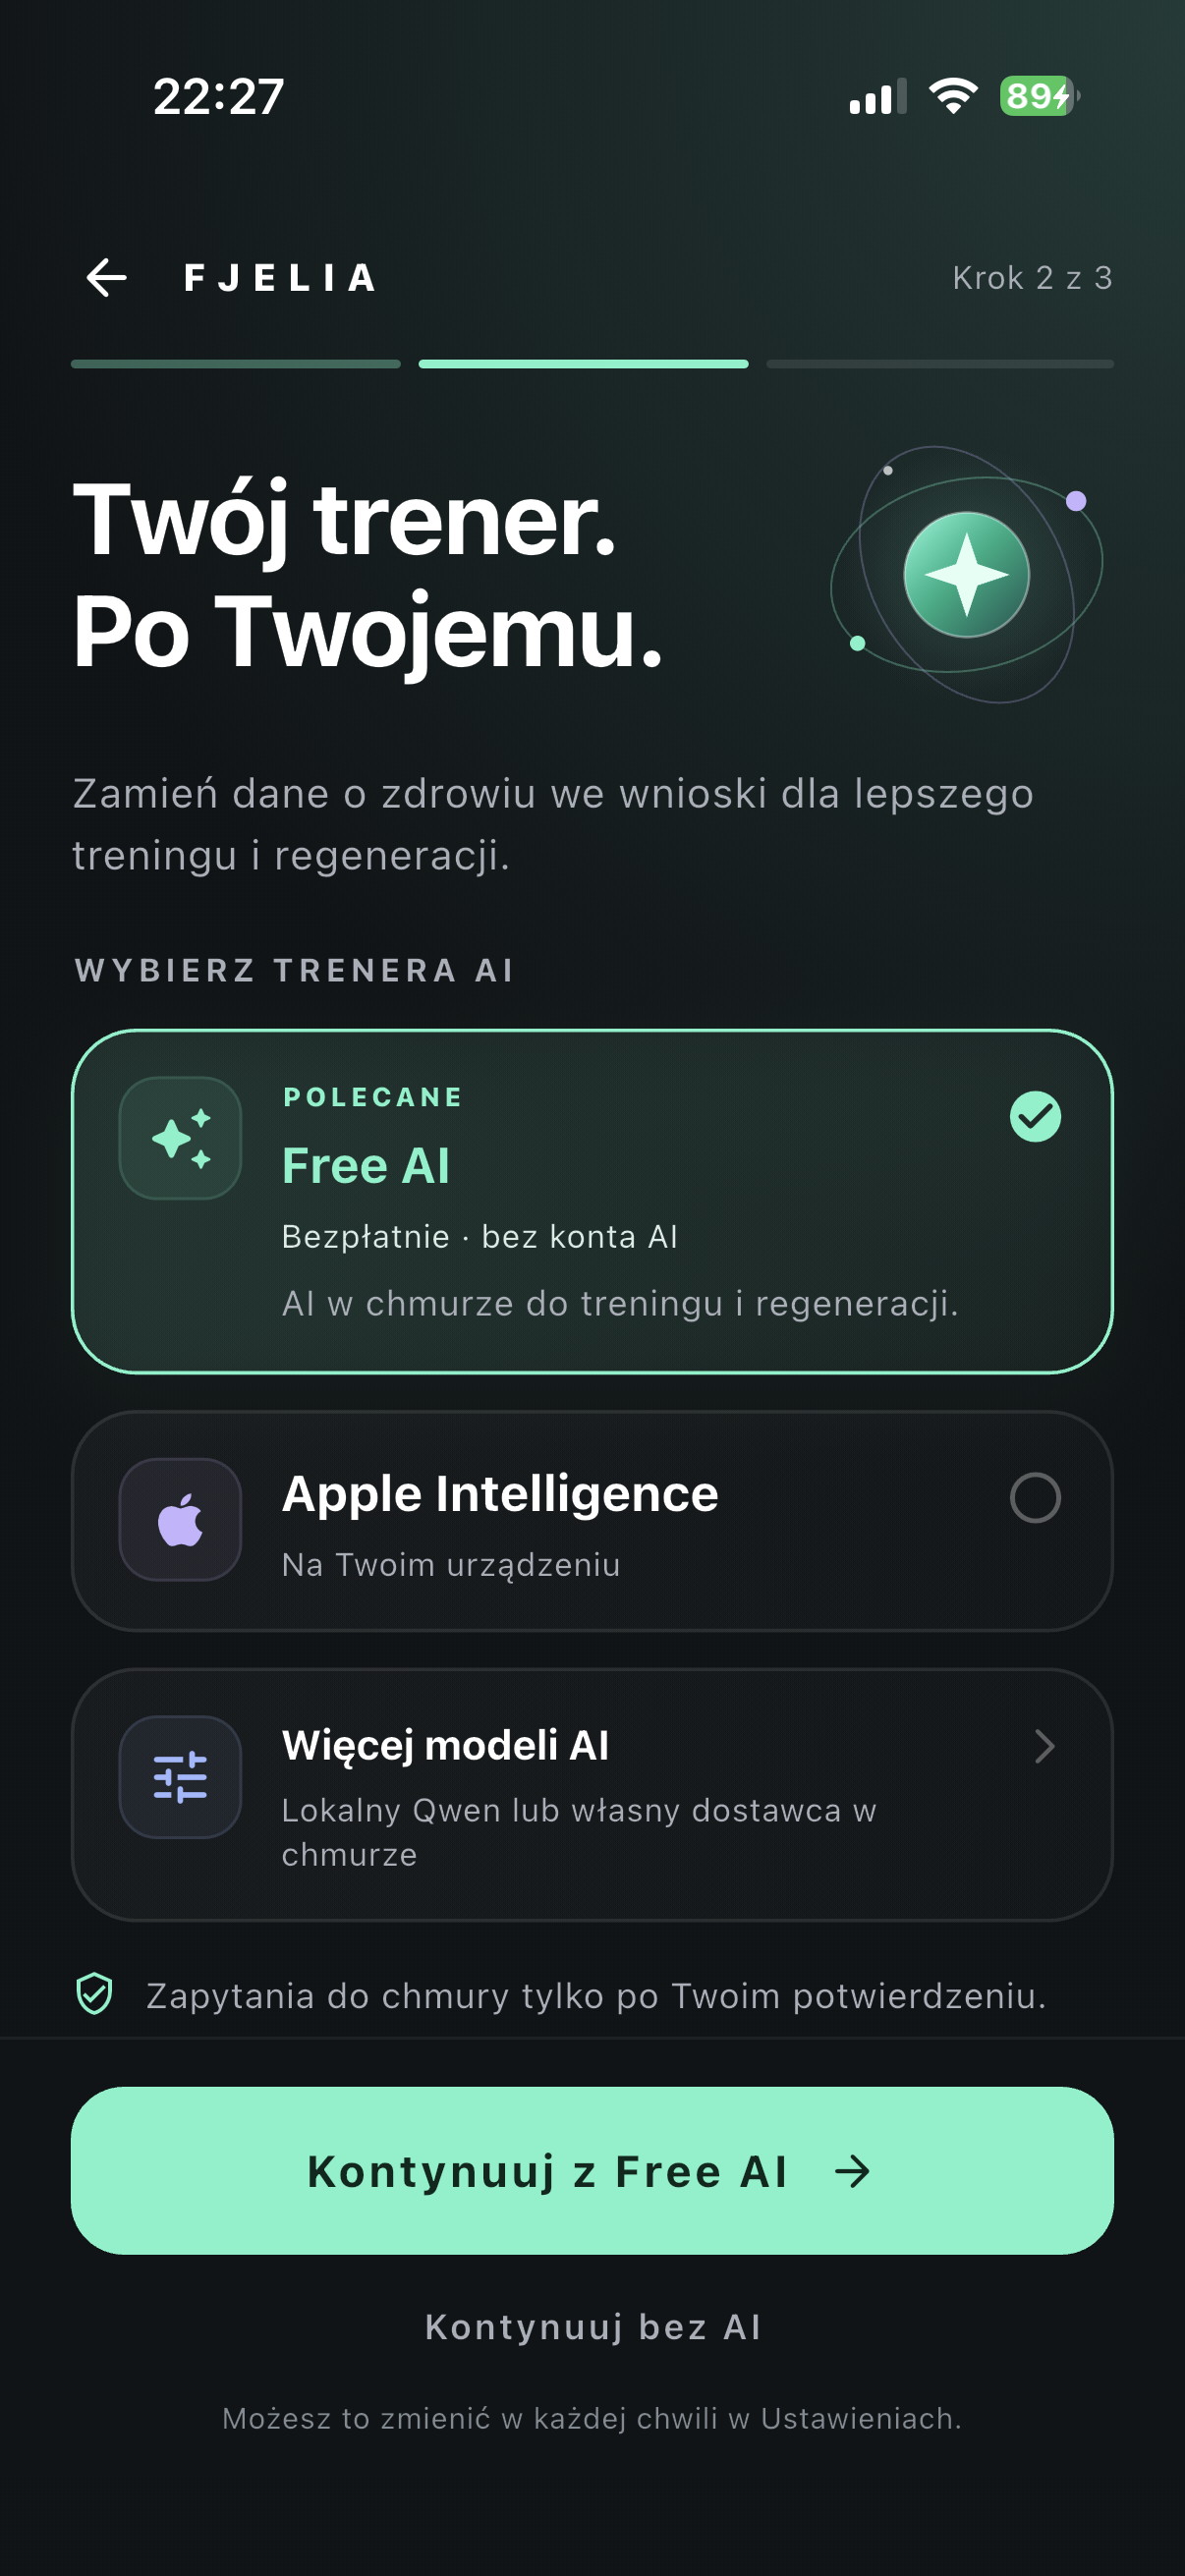 22:27
89
FJELIA
Krok 2 z 3
Twój trener.
Po Twojemu.
Zamień dane o zdrowiu we wnioski dla lepszego
treningu i regeneracji.
WYBIERZ TRENERA AI
POLECANE
Free AI
Bezpłatnie · bez konta AI
AI w chmurze do treningu i regeneracji.
Apple Intelligence
Na Twoim urządzeniu
Więcej modeli AI
Lokalny Qwen lub własny dostawca w
chmurze
Zapytania do chmury tylko po Twoim potwierdzeniu.
Kontynuuj z Free AI
Kontynuuj bez AI
Możesz to zmienić w każdej chwili w Ustawieniach.